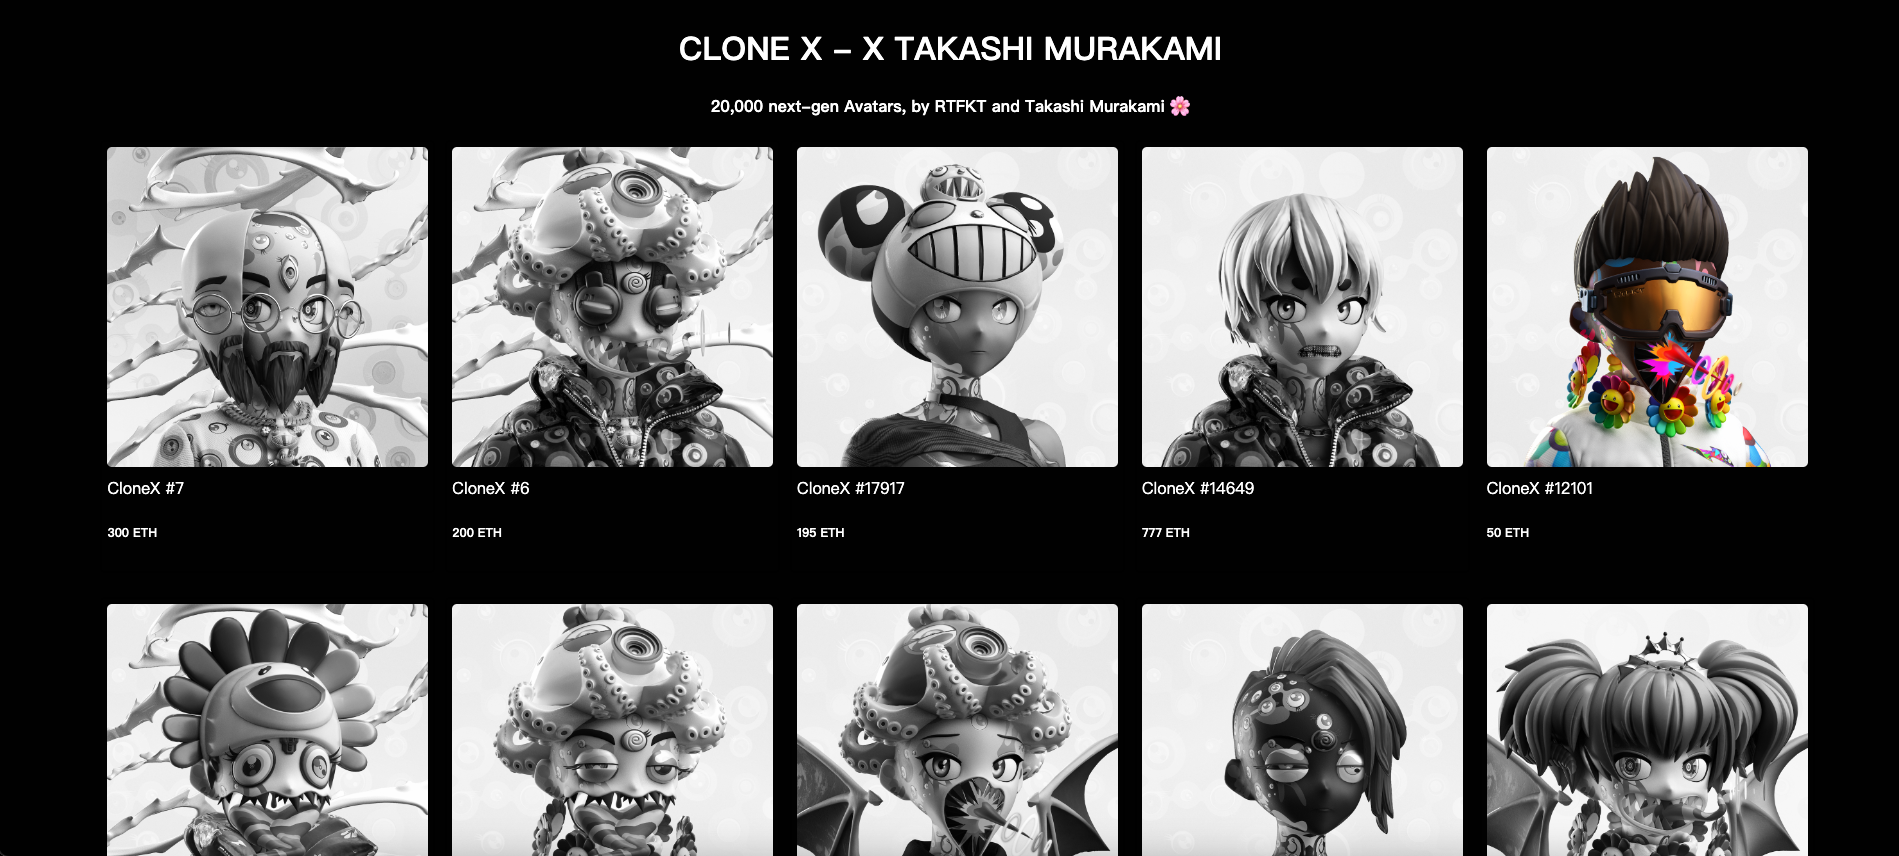 CLONE X – X TAKASHI MURAKAMI
20,000 next-gen Avatars, by RTFKT and Takashi Murakami 🌸
CloneX #7
300 ETH
CloneX #6
200 ETH
CloneX #17917
195 ETH
CloneX #14649
777 ETH
CloneX #12101
50 ETH